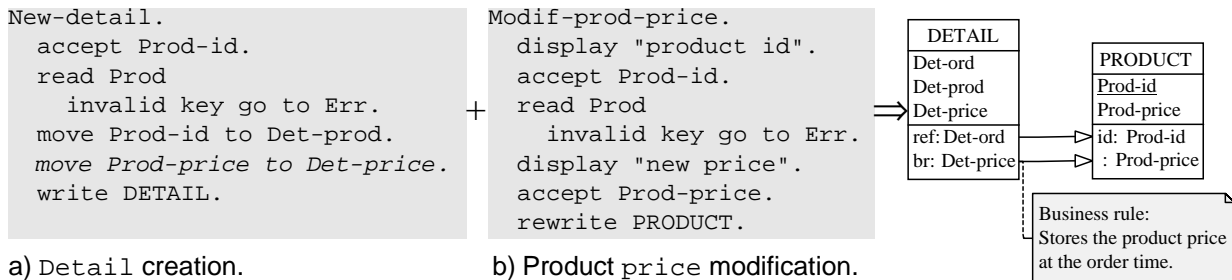 New-detail.
accept Prod-id.
read Prod
invalid key go to Err.
move Prod-id to Det-prod.
move Prod-price to Det-price.
write DETAIL.
a) Detail creation.
+
Modif-prod-price.
display "product id".
accept Prod-id.
read Prod
invalid key go to Err.
display "new price".
accept Prod-price.
rewrite PRODUCT.
b) Product price modification.
⇒
DETAIL
Det-ord
Det-prod
Det-price
ref: Det-ord
br: Det-price
PRODUCT
Prod-id
Prod-price
id: Prod-id
: Prod-price
Business rule:
Stores the product price
at the order time.